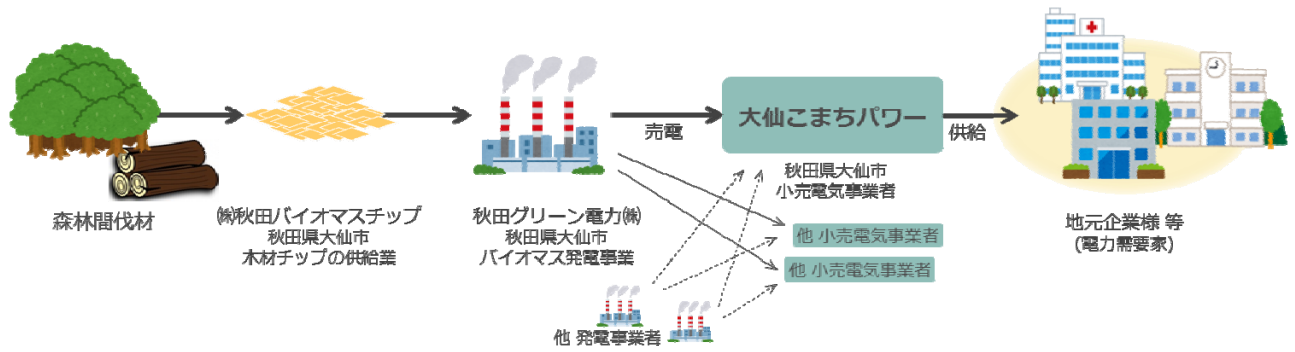 森林間伐材
㈱秋田バイオマスチップ
秋田県大仙市
木材チップの供給業
秋田グリーン電力㈱
秋田県大仙市
バイオマス発電事業
売電
大仙こまちパワー
秋田県大仙市
小売電気事業者
他 小売電気事業者
他 小売電気事業者
他 発電事業者
供給
地元企業様 等
(電力需要家)